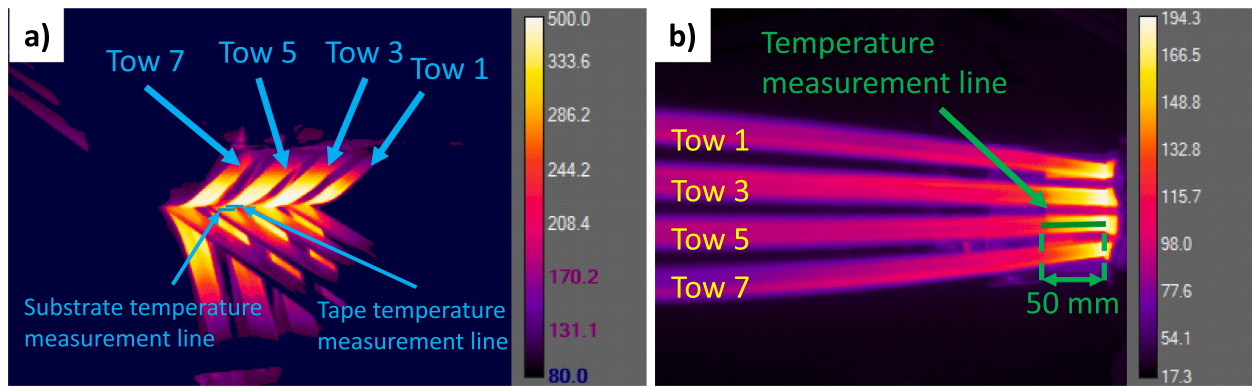 a)
Tow 7
Tow 5
Tow 3
Tow 1
Substrate temperature
measurement line
Tape temperature
measurement line
500.0
333.6
286.2
244.2
208.4
170.2
131.1
80.0
b)
Temperature
measurement line
Tow 1
Tow 3
Tow 5
Tow 7
50 mm
194.3
166.5
148.8
132.8
115.7
98.0
77.6
54.1
17.3